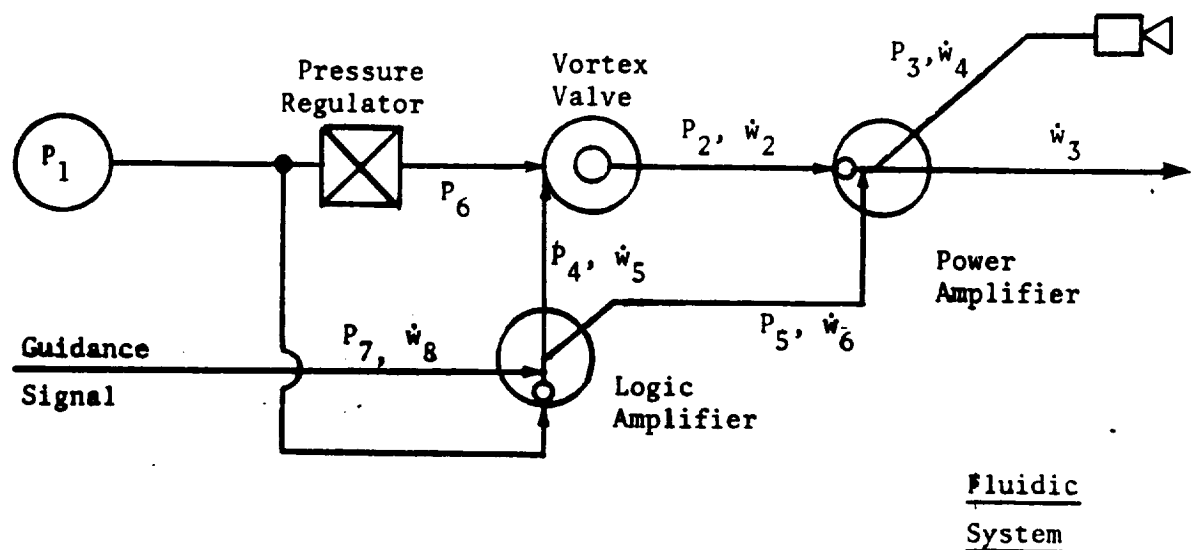 Pressure
Regulator
Vortex
Valve
P3, ẇ4
P1
P2, ẇ2
ẇ3
P6
P4, ẇ5
Power
Amplifier
P5, ẇ6
Guidance
Signal
P7, ẇ8
Logic
Amplifier
Fluidic
System